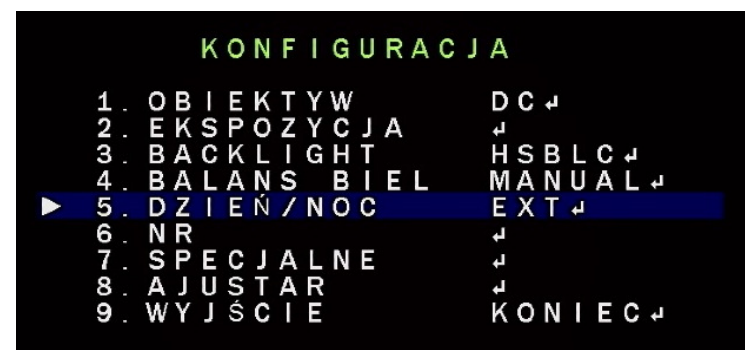 KONFIGURACJA
1. OBIEKTYW DC↵
2. EKSPOZYCJA ↵
3. BACKLIGHT HSBLC↵
4. BALANS BIEL MANUAL↵
▶ 5. DZIEŃ/NOC EXT↵
6. NR ↵
7. SPECJALNE ↵
8. AJUSTAR ↵
9. WYJŚCIE KONIEC↵